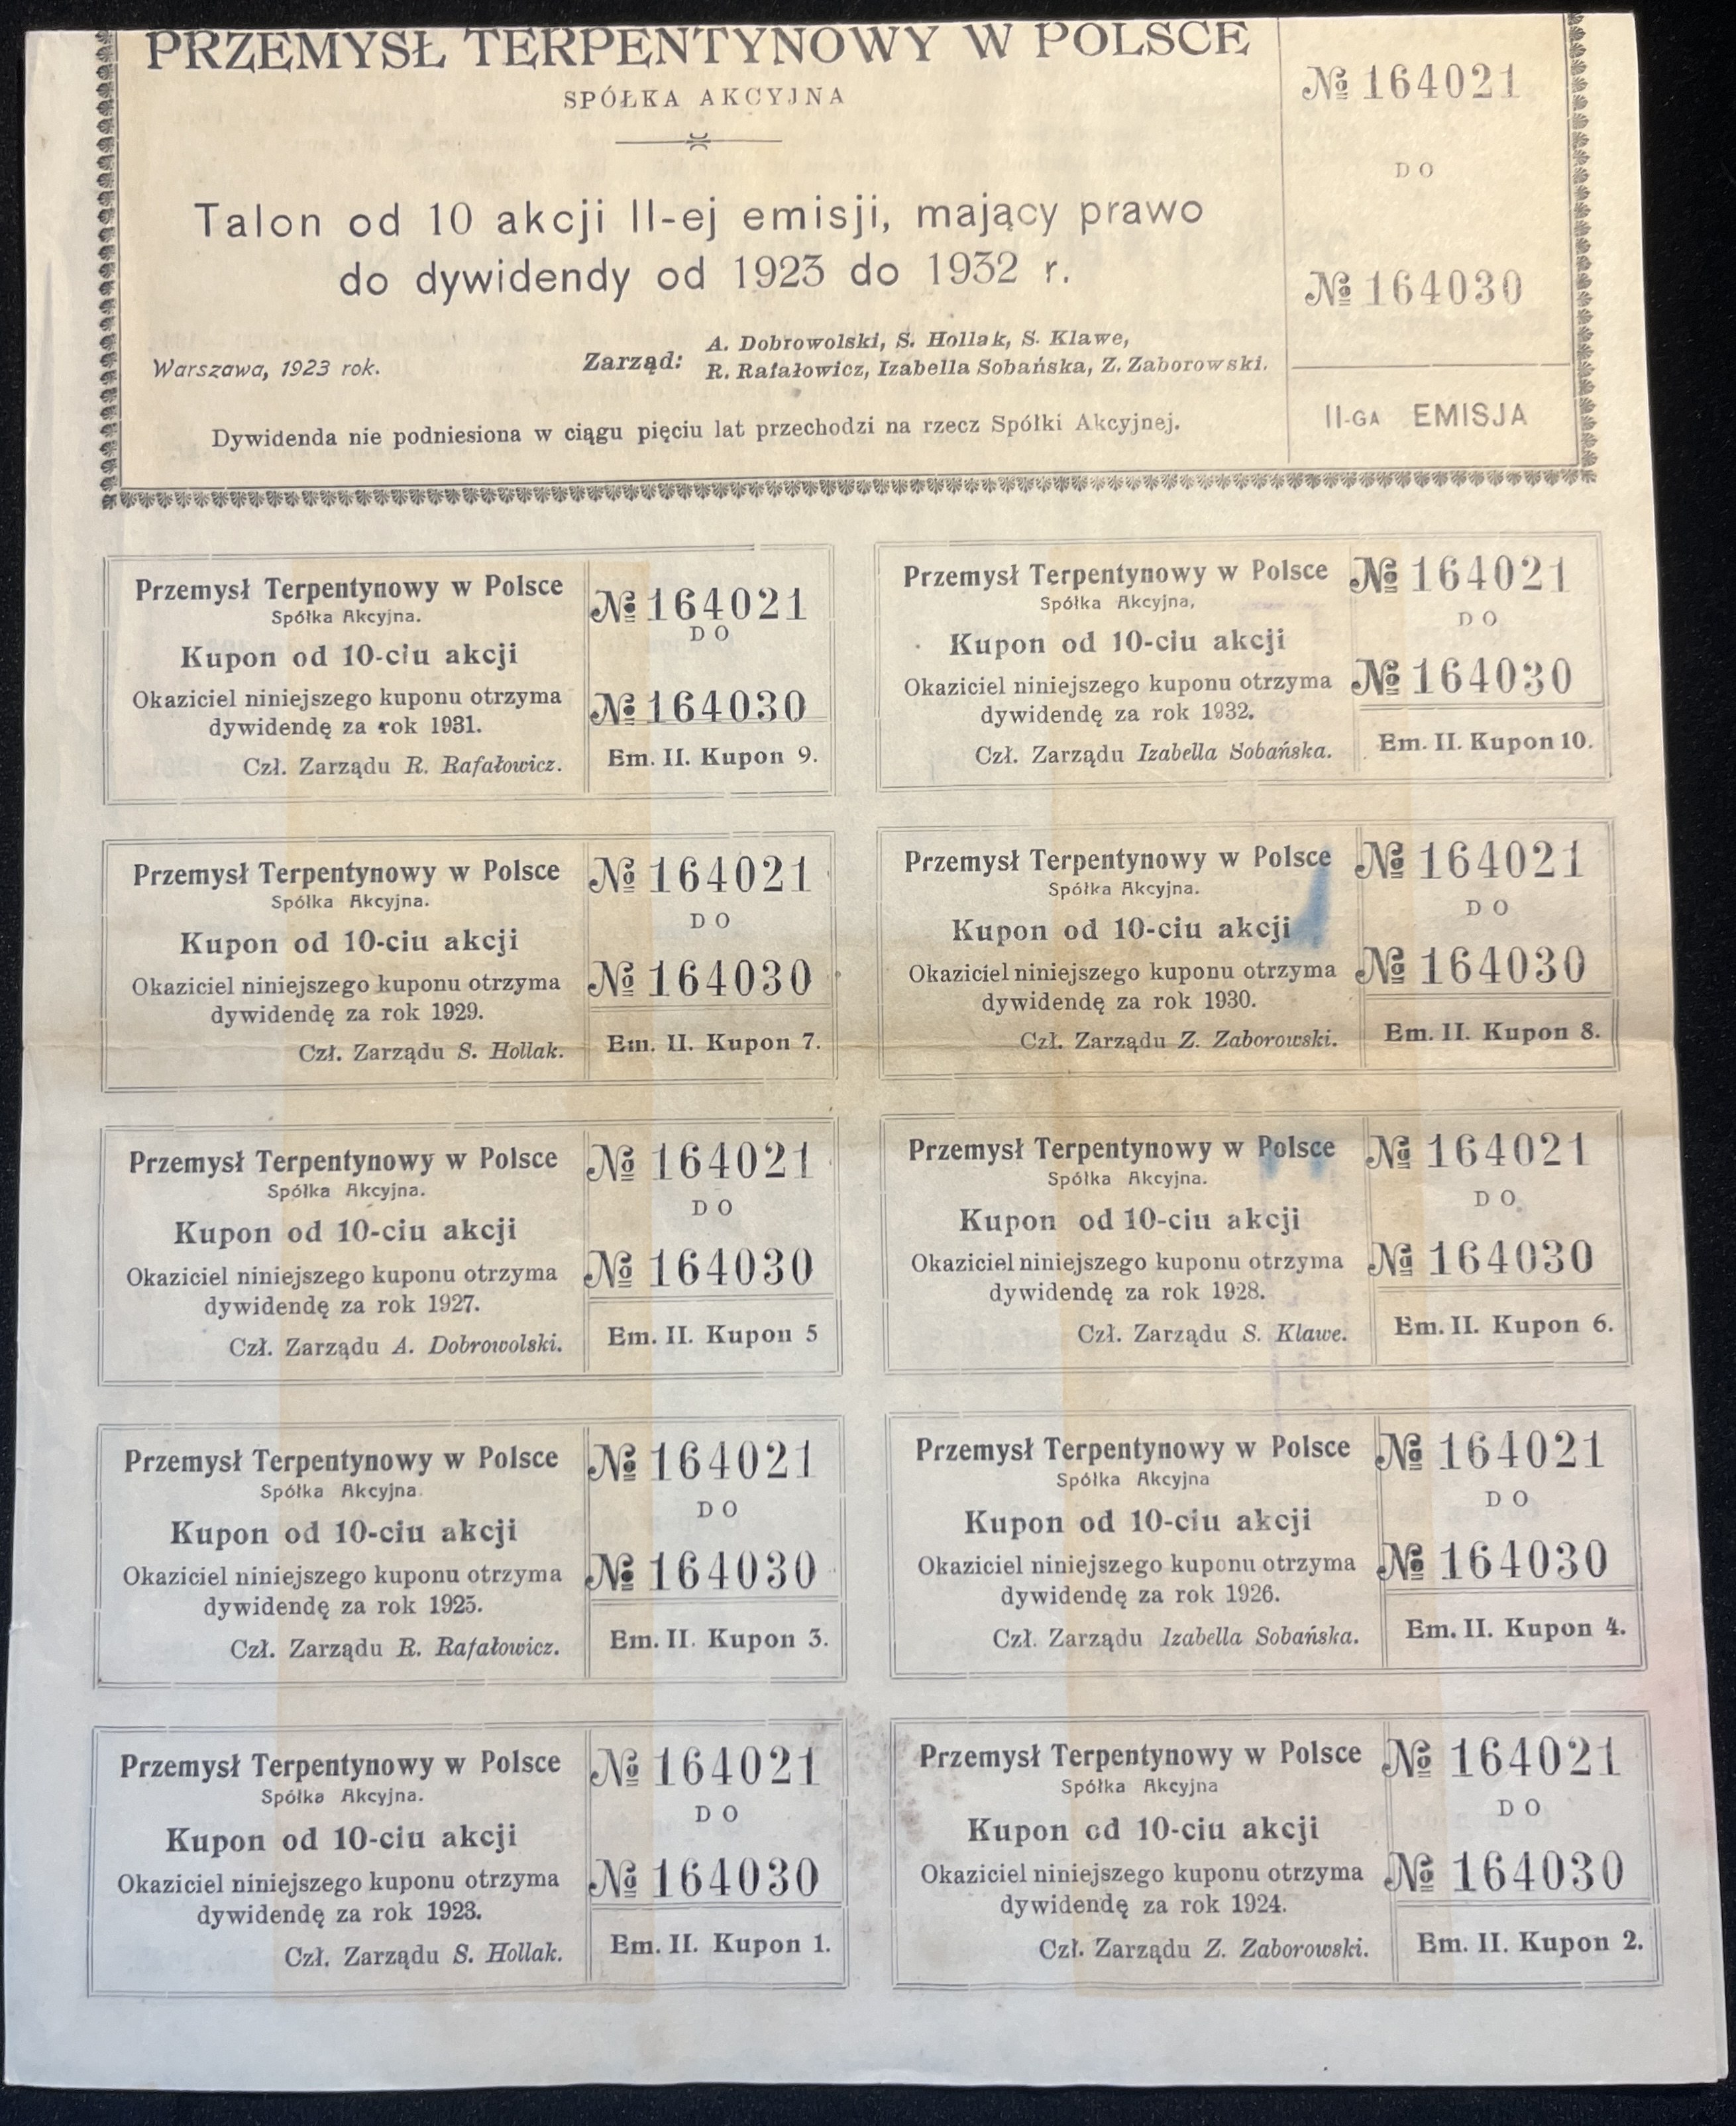 PRZEMYSŁ TERPENTYNOWY W POLSCE
SPÓŁKA AKCYJNA
Talon od 10 akcji II-ej emisji, mający prawo
do dywidendy od 1923 do 1932 r.
Warszawa, 1923 rok.
Zarząd:
A. Dobrowolski, S. Hollak, S. Klawe,
R. Rafałowicz, Izabella Sobańska, Z. Zaborowski.
Dywidenda nie podniesiona w ciągu pięciu lat przechodzi na rzecz Spółki Akcyjnej.
№ 164021
DO
№ 164030
II-GA EMISJA
Przemysł Terpentynowy w Polsce
Spółka Akcyjna.
Kupon od 10-ciu akcji
Okaziciel niniejszego kuponu otrzyma
dywidendę za rok 1931.
Czł. Zarządu R. Rafałowicz.
№ 164021
DO
№ 164030
Em. II. Kupon 9.
Przemysł Terpentynowy w Polsce
Spółka Akcyjna,
Kupon od 10-ciu akcji
Okaziciel niniejszego kuponu otrzyma
dywidendę za rok 1932.
Czł. Zarządu Izabella Sobańska.
№ 164021
DO
№ 164030
Em. II. Kupon 10.
Przemysł Terpentynowy w Polsce
Spółka Akcyjna.
Kupon od 10-ciu akcji
Okaziciel niniejszego kuponu otrzyma
dywidendę za rok 1929.
Czł. Zarządu S. Hollak.
№ 164021
DO
№ 164030
Em. II. Kupon 7.
Przemysł Terpentynowy w Polsce
Spółka Akcyjna.
Kupon od 10-ciu akcji
Okaziciel niniejszego kuponu otrzyma
dywidendę za rok 1930.
Czł. Zarządu Z. Zaborowski.
№ 164021
DO
№ 164030
Em. II. Kupon 8.
Przemysł Terpentynowy w Polsce
Spółka Akcyjna.
Kupon od 10-ciu akcji
Okaziciel niniejszego kuponu otrzyma
dywidendę za rok 1927.
Czł. Zarządu A. Dobrowolski.
№ 164021
DO
№ 164030
Em. II. Kupon 5
Przemysł Terpentynowy w Polsce
Spółka Akcyjna.
Kupon od 10-ciu akcji
Okaziciel niniejszego kuponu otrzyma
dywidendę za rok 1928.
Czł. Zarządu S. Klawe.
№ 164021
DO
№ 164030
Em. II. Kupon 6.
Przemysł Terpentynowy w Polsce
Spółka Akcyjna.
Kupon od 10-ciu akcji
Okaziciel niniejszego kuponu otrzyma
dywidendę za rok 1925.
Czł. Zarządu R. Rafałowicz.
№ 164021
DO
№ 164030
Em. II. Kupon 3.
Przemysł Terpentynowy w Polsce
Spółka Akcyjna
Kupon od 10-ciu akcji
Okaziciel niniejszego kuponu otrzyma
dywidendę za rok 1926.
Czł. Zarządu Izabella Sobańska.
№ 164021
DO
№ 164030
Em. II. Kupon 4.
Przemysł Terpentynowy w Polsce
Spółka Akcyjna.
Kupon od 10-ciu akcji
Okaziciel niniejszego kuponu otrzyma
dywidendę za rok 1923.
Czł. Zarządu S. Hollak.
№ 164021
DO
№ 164030
Em. II. Kupon 1.
Przemysł Terpentynowy w Polsce
Spółka Akcyjna
Kupon od 10-ciu akcji
Okaziciel niniejszego kuponu otrzyma
dywidendę za rok 1924.
Czł. Zarządu Z. Zaborowski.
№ 164021
DO
№ 164030
Em. II. Kupon 2.